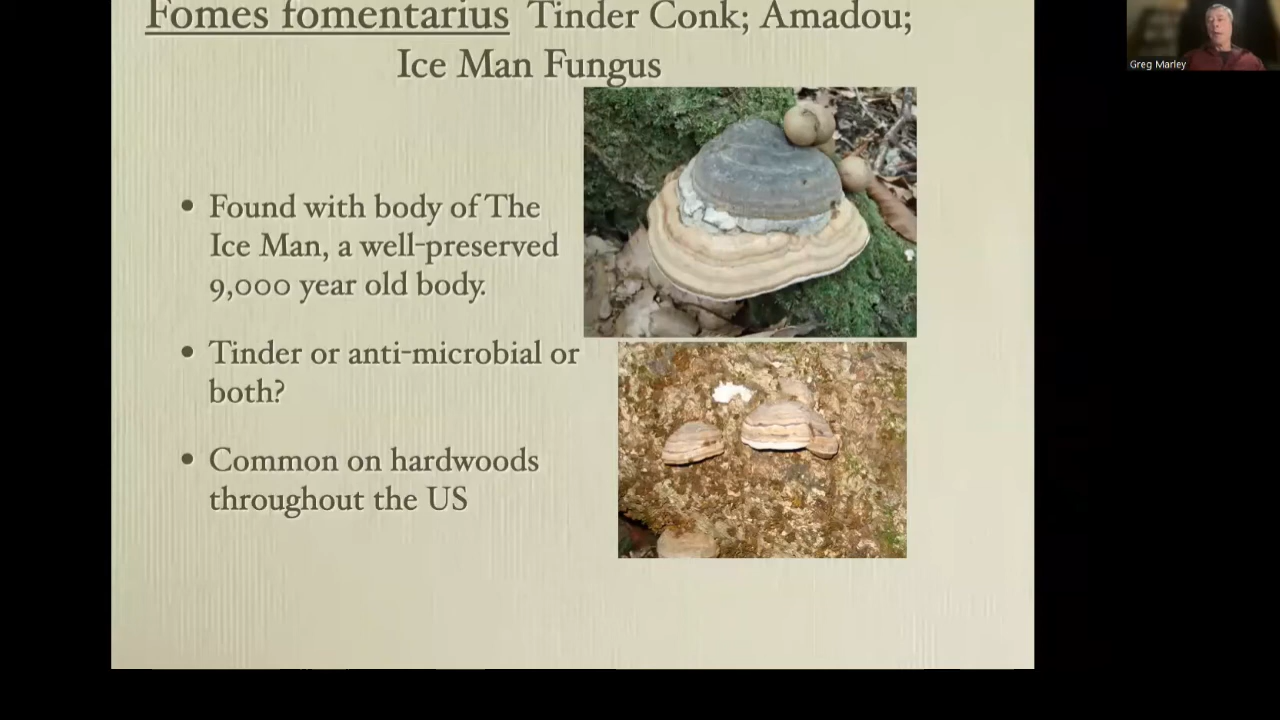 Fomes fomentarius Tinder Conk; Amadou;
Ice Man Fungus
Greg Marley
• Found with body of The
Ice Man, a well-preserved
9,000 year old body.
• Tinder or anti-microbial or
both?
• Common on hardwoods
throughout the US